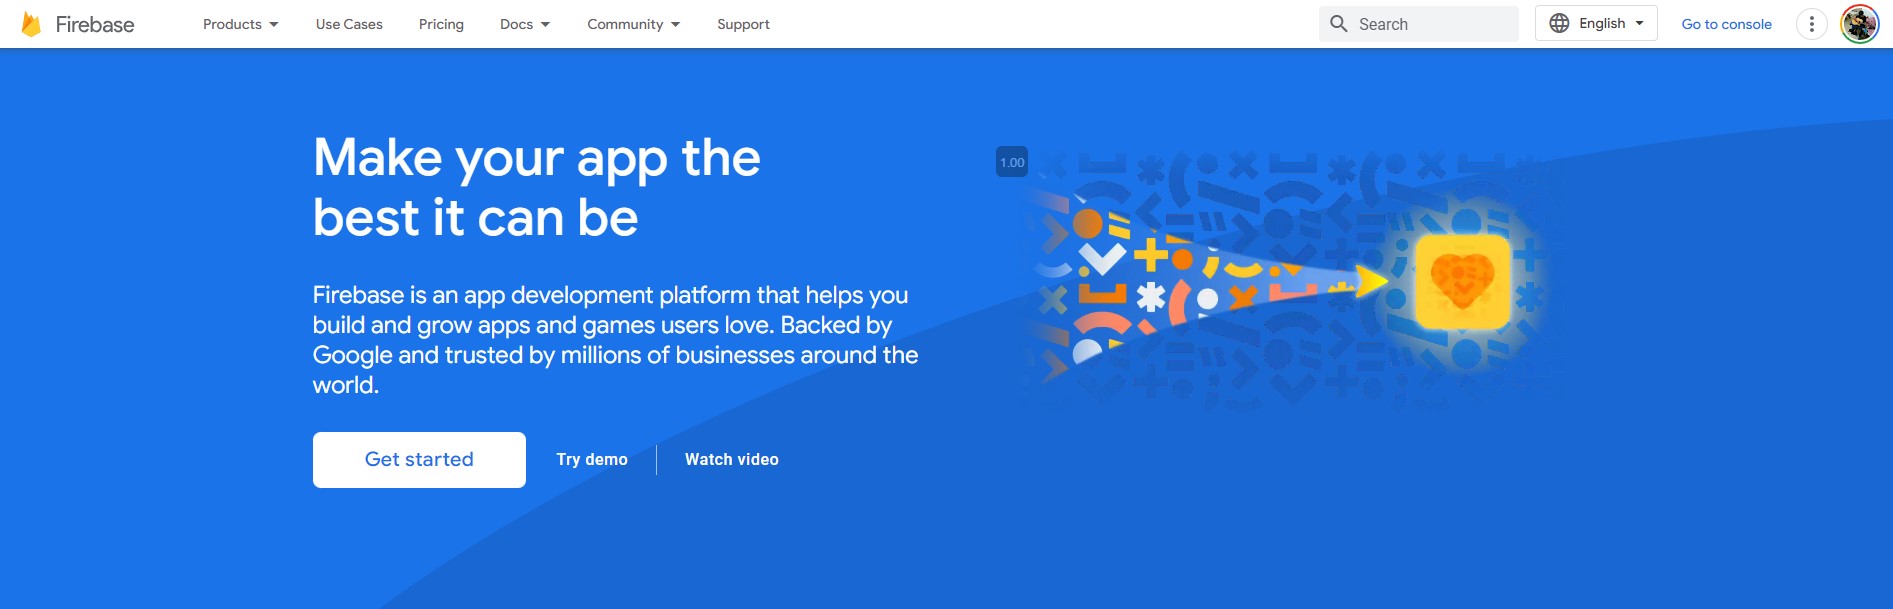 Firebase
Products
Use Cases
Pricing
Docs
Community
Support
Search
English
Go to console
Make your app the
best it can be
1.00
Firebase is an app development platform that helps you
build and grow apps and games users love. Backed by
Google and trusted by millions of businesses around the
world.
Get started
Try demo
Watch video